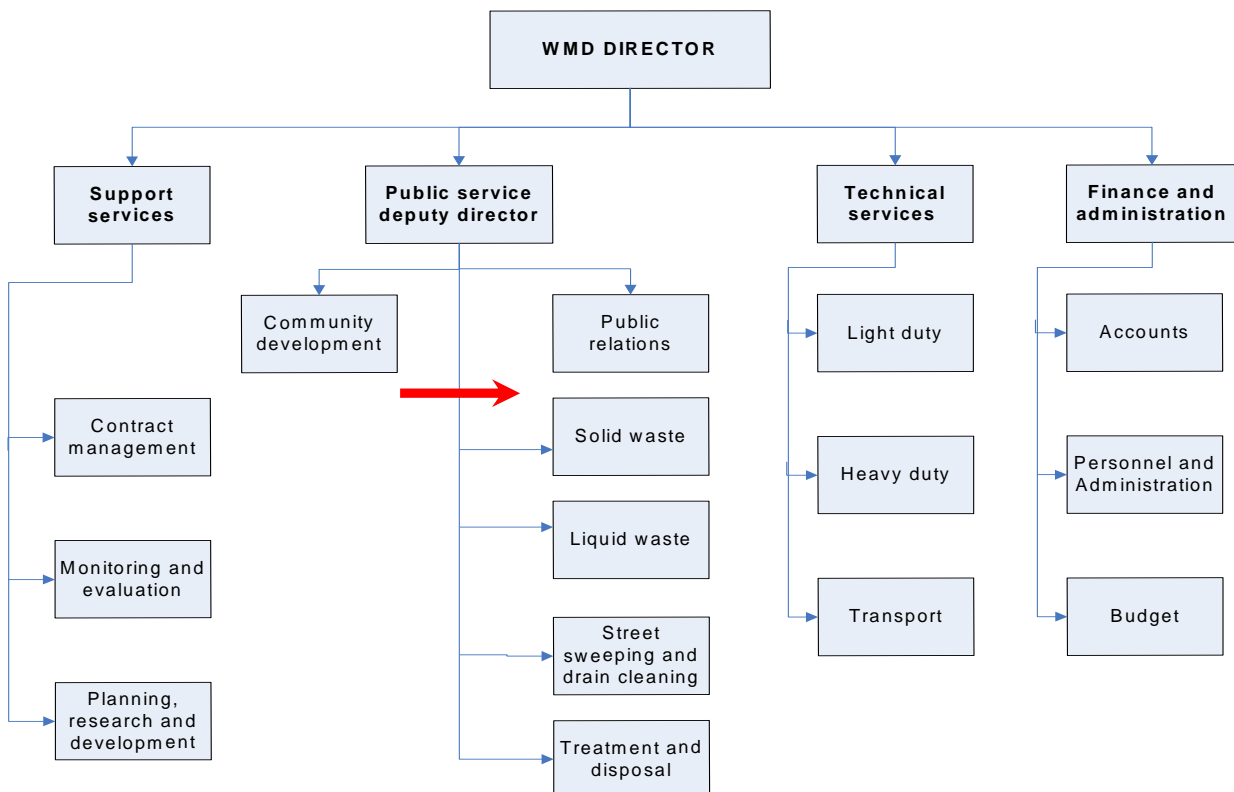 WMD DIRECTOR
Support
services
Public service
deputy director
Technical
services
Finance and
administration
Community
development
Public
relations
Light duty
Accounts
Contract
management
Solid waste
Heavy duty
Personnel and
Administration
Liquid waste
Monitoring and
evaluation
Transport
Budget
Street
sweeping and
drain cleaning
Planning,
research and
development
Treatment and
disposal